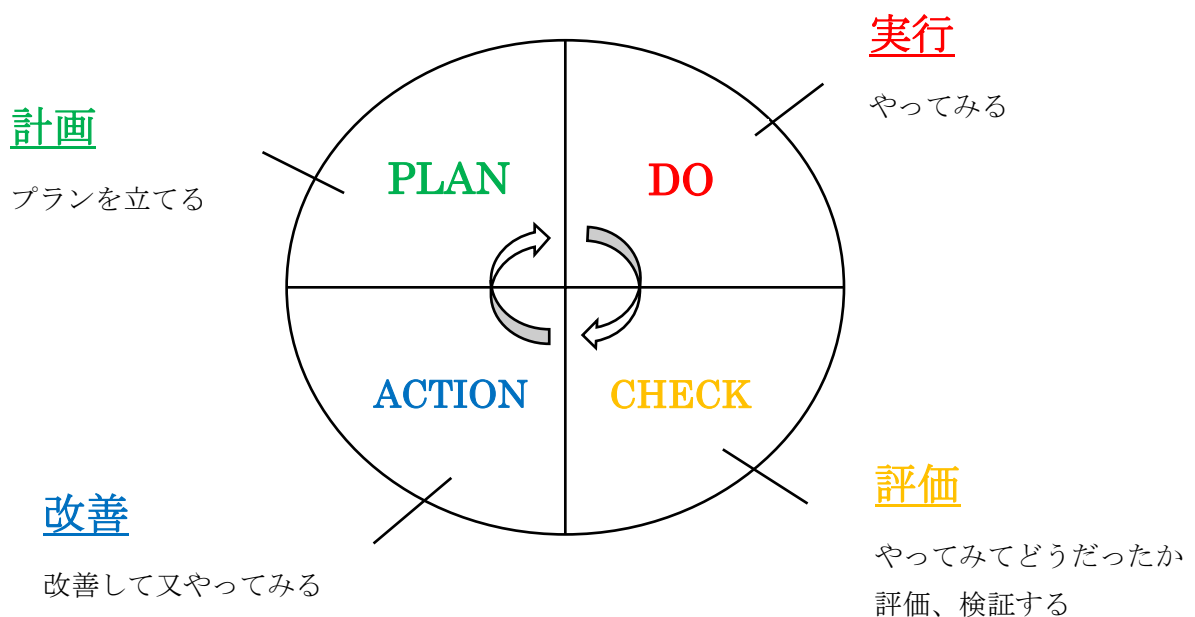 実行
やってみる
計画
プランを立てる
PLAN
DO
ACTION
CHECK
改善
改善して又やってみる
評価
やってみてどうだったか
評価、検証する